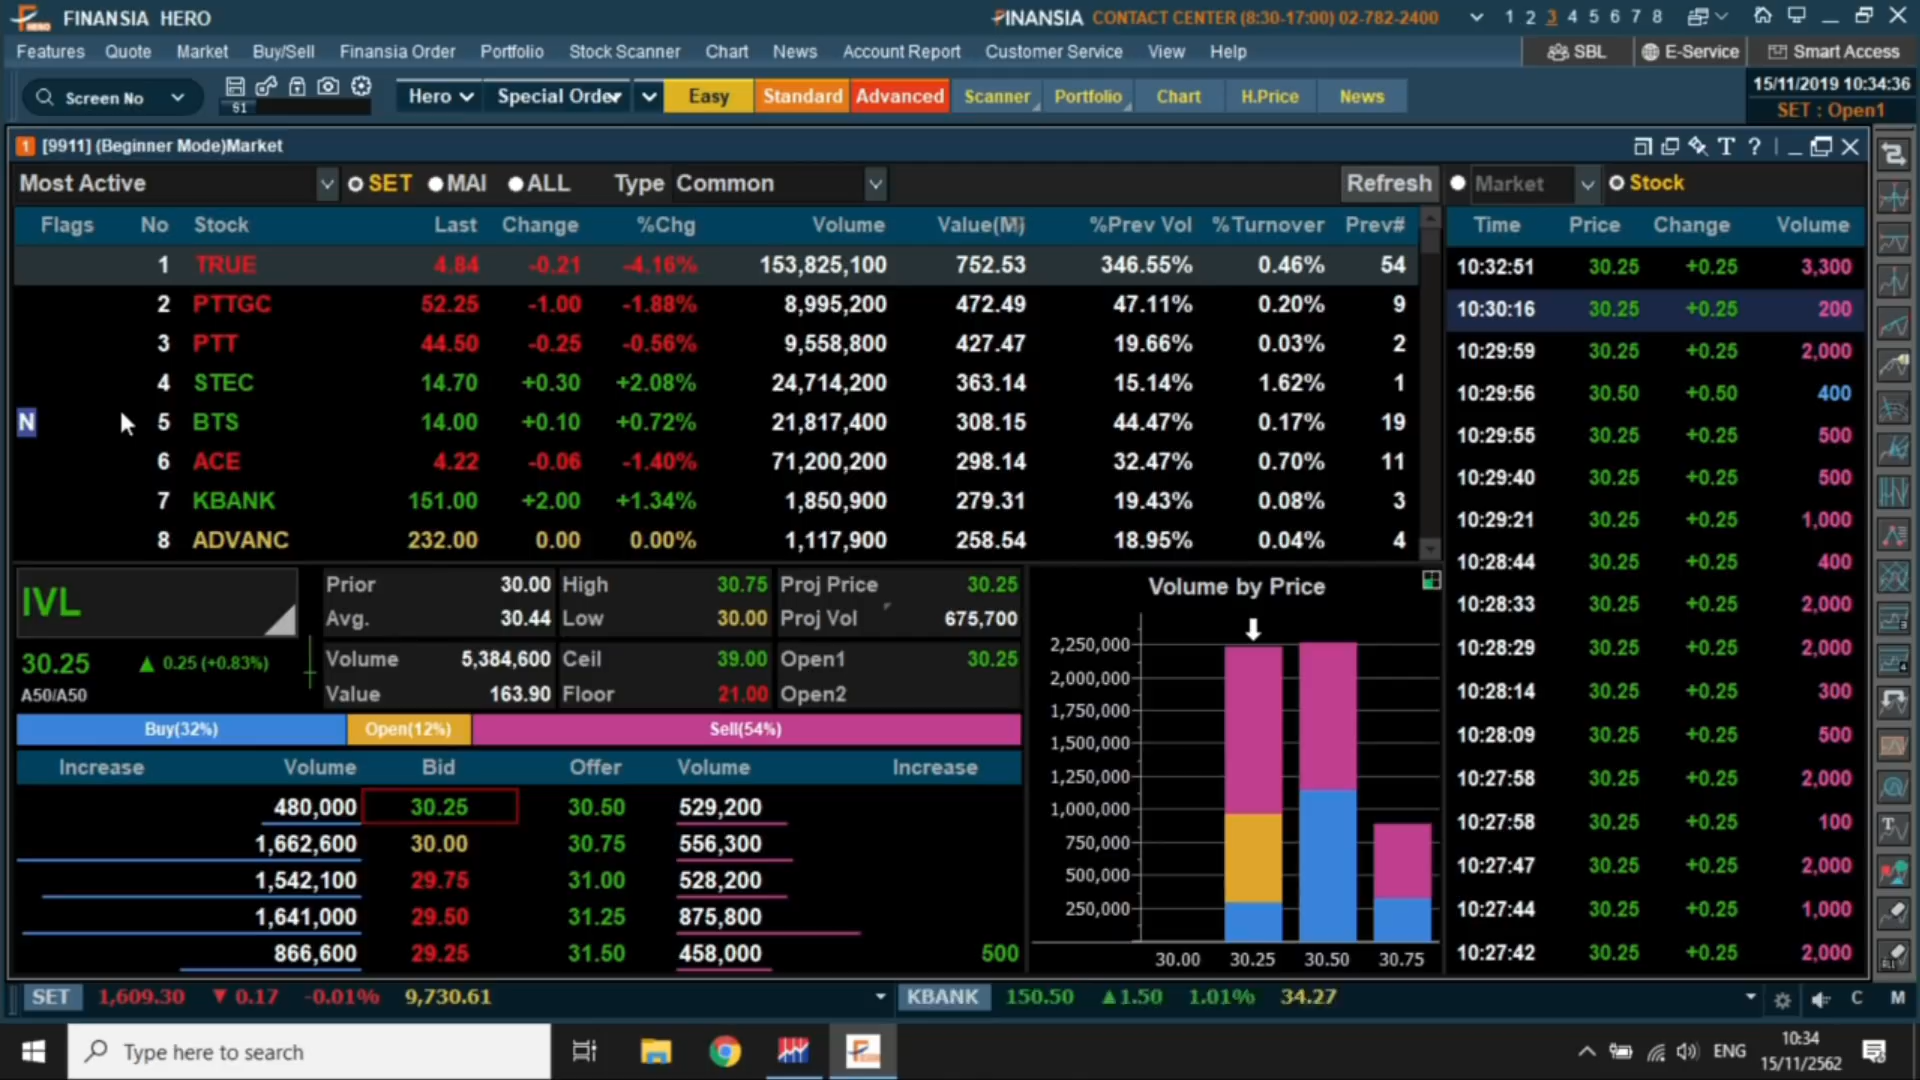 FINANSIA HERO
FINANSIA CONTACT CENTER (8:30-17:00) 02-782-2400
1 2 3 4 5 6 7 8
Features Quote Market Buy/Sell Finansia Order Portfolio Stock Scanner Chart News Account Report Customer Service View Help
SBL E-Service Smart Access
Screen No
S1
Hero Special Order Easy Standard Advanced Scanner Portfolio Chart H.Price News
15/11/2019 10:34:36
SET : Open1
1 [9911] (Beginner Mode)Market
T ?
Most Active SET MAI ALL Type Common Refresh Market Stock
Flags No Stock Last Change %Chg Volume Value(M) %Prev Vol %Turnover Prev#
1 TRUE 4.84 -0.21 -4.16% 153,825,100 752.53 346.55% 0.46% 54
2 PTTGC 52.25 -1.00 -1.88% 8,995,200 472.49 47.11% 0.20% 9
3 PTT 44.50 -0.25 -0.56% 9,558,800 427.47 19.66% 0.03% 2
4 STEC 14.70 +0.30 +2.08% 24,714,200 363.14 15.14% 1.62% 1
N 5 BTS 14.00 +0.10 +0.72% 21,817,400 308.15 44.47% 0.17% 19
6 ACE 4.22 -0.06 -1.40% 71,200,200 298.14 32.47% 0.70% 11
7 KBANK 151.00 +2.00 +1.34% 1,850,900 279.31 19.43% 0.08% 3
8 ADVANC 232.00 0.00 0.00% 1,117,900 258.54 18.95% 0.04% 4
Time Price Change Volume
10:32:51 30.25 +0.25 3,300
10:30:16 30.25 +0.25 200
10:29:59 30.25 +0.25 2,000
10:29:56 30.50 +0.50 400
10:29:55 30.25 +0.25 500
10:29:40 30.25 +0.25 500
10:29:21 30.25 +0.25 1,000
10:28:44 30.25 +0.25 400
10:28:33 30.25 +0.25 2,000
10:28:29 30.25 +0.25 2,000
10:28:14 30.25 +0.25 300
10:28:09 30.25 +0.25 500
10:27:58 30.25 +0.25 2,000
10:27:58 30.25 +0.25 100
10:27:47 30.25 +0.25 2,000
10:27:44 30.25 +0.25 1,000
10:27:42 30.25 +0.25 2,000
IVL
30.25 ▲ 0.25 (+0.83%)
A50/A50
Prior 30.00 High 30.75 Proj Price 30.25
Avg. 30.44 Low 30.00 Proj Vol 675,700
Volume 5,384,600 Ceil 39.00 Open1 30.25
Value 163.90 Floor 21.00 Open2
Buy(32%) Open(12%) Sell(54%)
Increase Volume Bid Offer Volume Increase
480,000 30.25 30.50 529,200
1,662,600 30.00 30.75 556,300
1,542,100 29.75 31.00 528,200
1,641,000 29.50 31.25 875,800
866,600 29.25 31.50 458,000 500
Volume by Price
2,250,000
2,000,000
1,750,000
1,500,000
1,250,000
1,000,000
750,000
500,000
250,000
30.00 30.25 30.50 30.75
SET 1,609.30 ▼ 0.17 -0.01% 9,730.61
KBANK 150.50 ▲1.50 1.01% 34.27
C M
Type here to search
ENG
10:34
15/11/2562